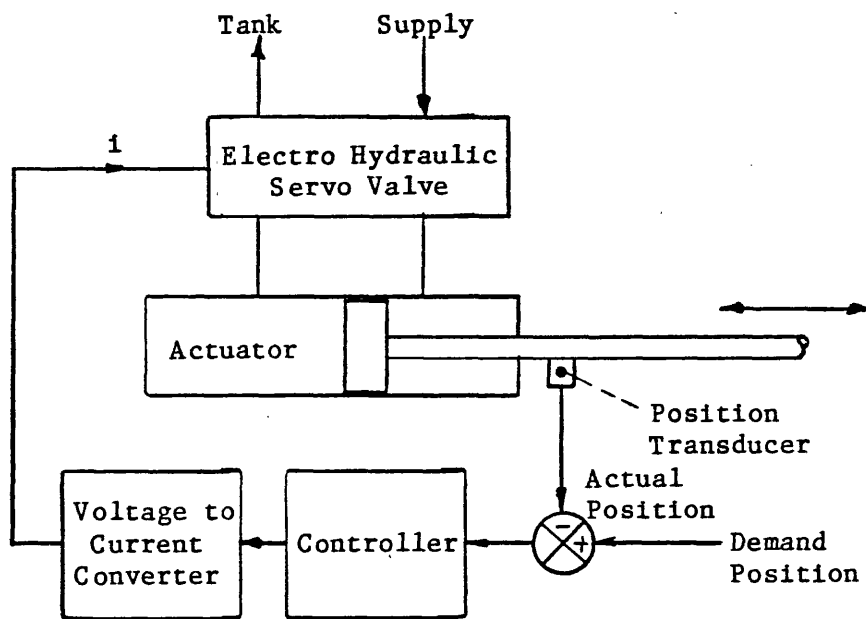 Tank
Supply
i
Electro Hydraulic
Servo Valve
Actuator
Position
Transducer
Actual
Position
-
+
Demand
Position
Controller
Voltage to
Current
Converter